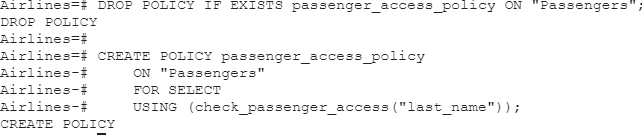 Airlines=# DROP POLICY IF EXISTS passenger_access_policy ON "Passengers";
DROP POLICY
Airlines=#
Airlines=# CREATE POLICY passenger_access_policy
Airlines-#     ON "Passengers"
Airlines-#     FOR SELECT
Airlines-#     USING (check_passenger_access("last_name"));
CREATE POLICY